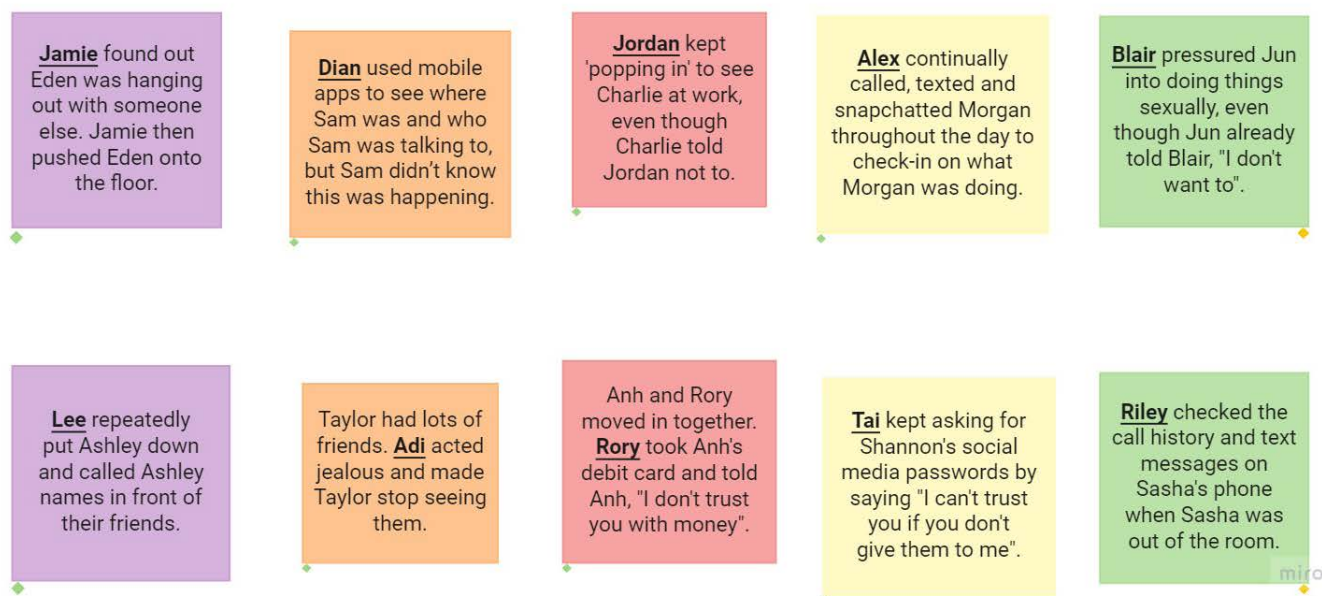 Jamie found out
Eden was hanging
out with someone
else. Jamie then
pushed Eden onto
the floor.
Dian used mobile
apps to see where
Sam was and who
Sam was talking to,
but Sam didn’t know
this was happening.
Jordan kept
'popping in' to see
Charlie at work,
even though
Charlie told
Jordan not to.
Alex continually
called, texted and
snapchatted Morgan
throughout the day to
check-in on what
Morgan was doing.
Blair pressured Jun
into doing things
sexually, even
though Jun already
told Blair, "I don't
want to".
Lee repeatedly
put Ashley down
and called Ashley
names in front of
their friends.
Taylor had lots of
friends. Adi acted
jealous and made
Taylor stop seeing
them.
Anh and Rory
moved in together.
Rory took Anh's
debit card and told
Anh, "I don't trust
you with money".
Tai kept asking for
Shannon's social
media passwords by
saying "I can't trust
you if you don't
give them to me".
Riley checked the
call history and text
messages on
Sasha's phone
when Sasha was
out of the room.
miro